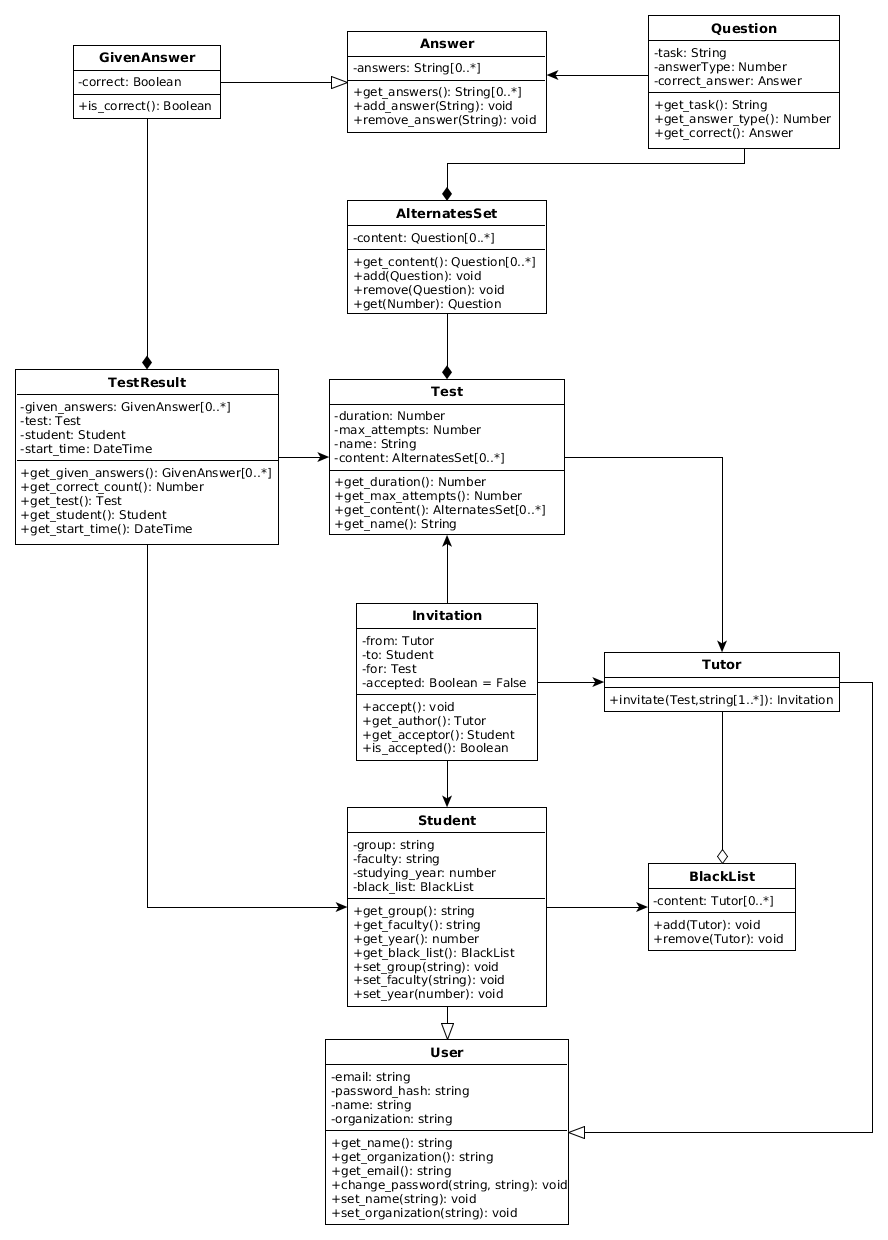 GivenAnswer
-correct: Boolean
+is_correct(): Boolean
Answer
-answers: String[0..*]
+get_answers(): String[0..*]
+add_answer(String): void
+remove_answer(String): void
Question
-task: String
-answerType: Number
-correct_answer: Answer
+get_task(): String
+get_answer_type(): Number
+get_correct(): Answer
AlternatesSet
-content: Question[0..*]
+get_content(): Question[0..*]
+add(Question): void
+remove(Question): void
+get(Number): Question
TestResult
-given_answers: GivenAnswer[0..*]
-test: Test
-student: Student
-start_time: DateTime
+get_given_answers(): GivenAnswer[0..*]
+get_correct_count(): Number
+get_test(): Test
+get_student(): Student
+get_start_time(): DateTime
Test
-duration: Number
-max_attempts: Number
-name: String
-content: AlternatesSet[0..*]
+get_duration(): Number
+get_max_attempts(): Number
+get_content(): AlternatesSet[0..*]
+get_name(): String
Invitation
-from: Tutor
-to: Student
-for: Test
-accepted: Boolean = False
+accept(): void
+get_author(): Tutor
+get_acceptor(): Student
+is_accepted(): Boolean
Tutor
+invitate(Test,string[1..*]): Invitation
Student
-group: string
-faculty: string
-studying_year: number
-black_list: BlackList
+get_group(): string
+get_faculty(): string
+get_year(): number
+get_black_list(): BlackList
+set_group(string): void
+set_faculty(string): void
+set_year(number): void
BlackList
-content: Tutor[0..*]
+add(Tutor): void
+remove(Tutor): void
User
-email: string
-password_hash: string
-name: string
-organization: string
+get_name(): string
+get_organization(): string
+get_email(): string
+change_password(string, string): void
+set_name(string): void
+set_organization(string): void